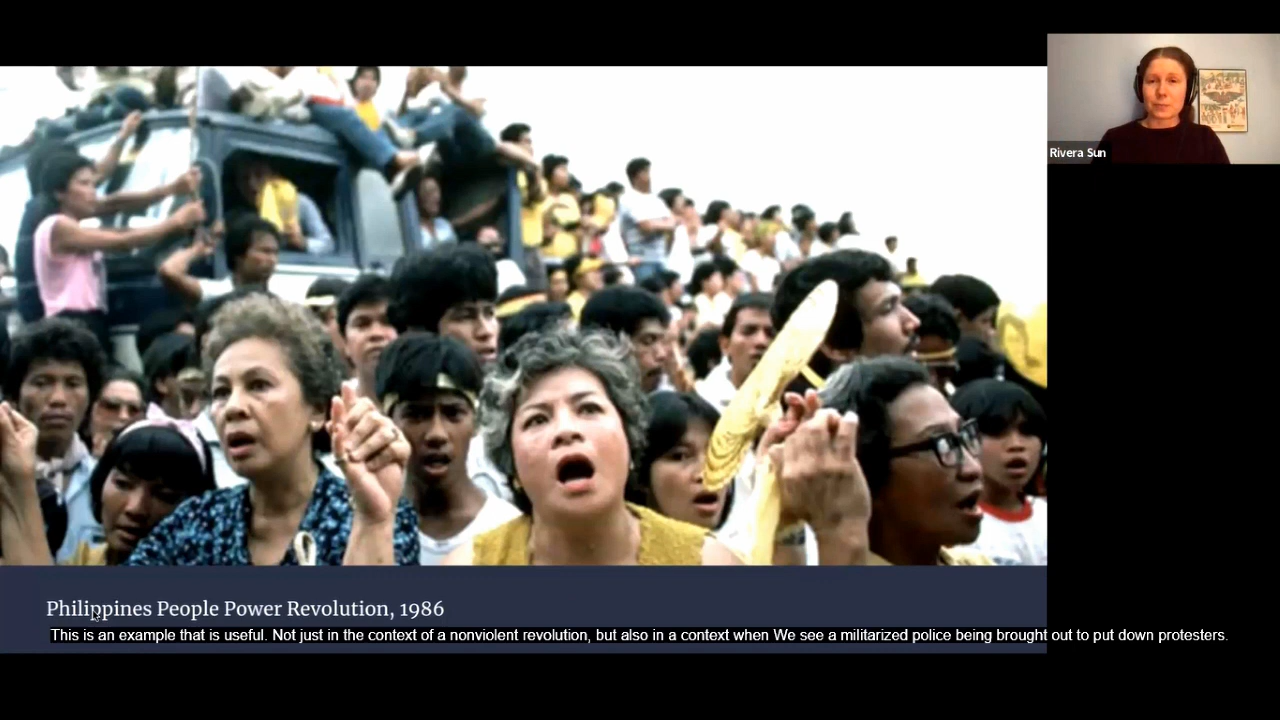 Rivera Sun
Philippines People Power Revolution, 1986
This is an example that is useful. Not just in the context of a nonviolent revolution, but also in a context when We see a militarized police being brought out to put down protesters.